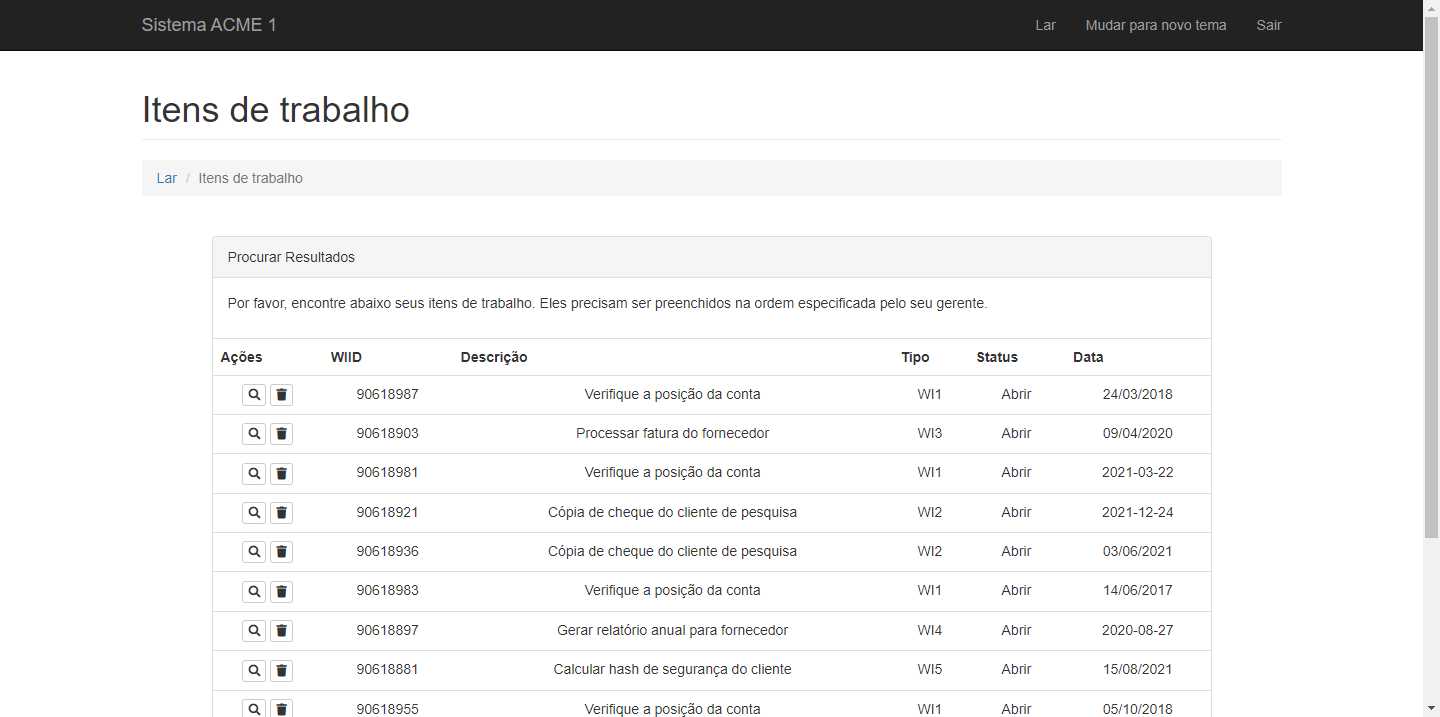 Sistema ACME 1 Lar Mudar para novo tema Sair
Itens de trabalho
Lar / Itens de trabalho
Procurar Resultados
Por favor, encontre abaixo seus itens de trabalho. Eles precisam ser preenchidos na ordem especificada pelo seu gerente.
Ações WIID Descrição Tipo Status Data
90618987 Verifique a posição da conta WI1 Abrir 24/03/2018
90618903 Processar fatura do fornecedor WI3 Abrir 09/04/2020
90618981 Verifique a posição da conta WI1 Abrir 2021-03-22
90618921 Cópia de cheque do cliente de pesquisa WI2 Abrir 2021-12-24
90618936 Cópia de cheque do cliente de pesquisa WI2 Abrir 03/06/2021
90618983 Verifique a posição da conta WI1 Abrir 14/06/2017
90618897 Gerar relatório anual para fornecedor WI4 Abrir 2020-08-27
90618881 Calcular hash de segurança do cliente WI5 Abrir 15/08/2021
90618955 Verifique a posição da conta WI1 Abrir 05/10/2018